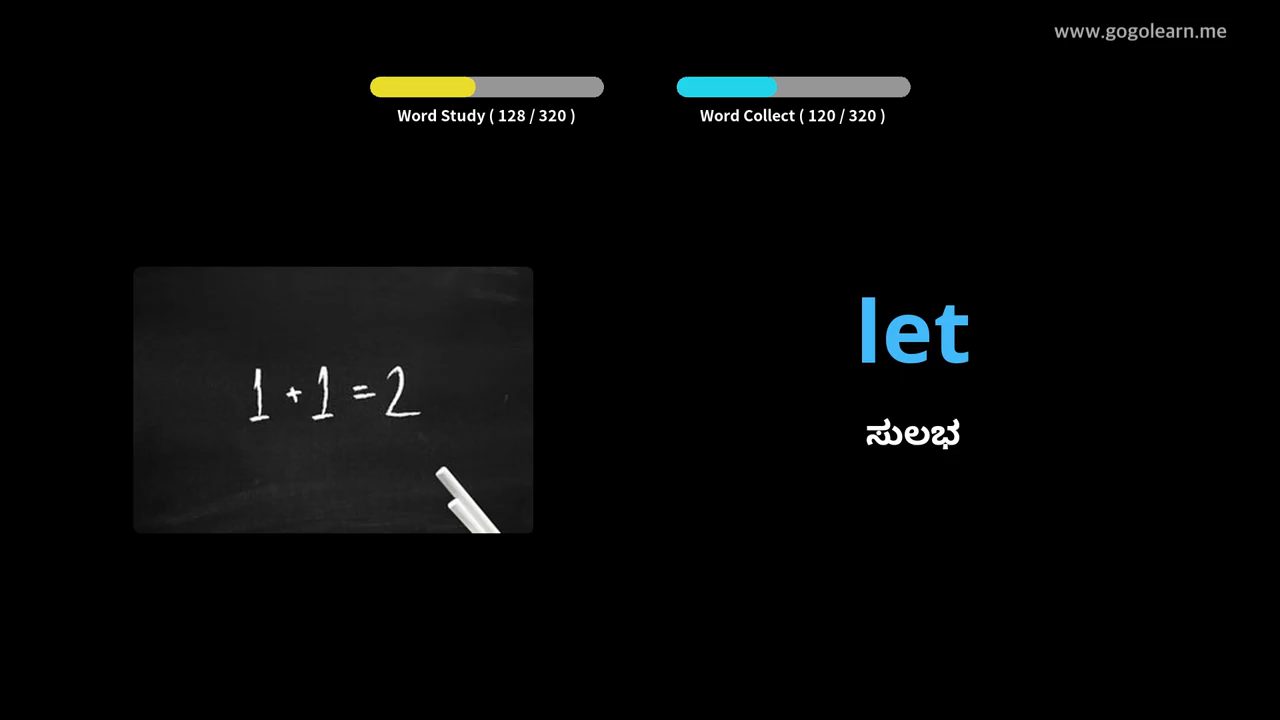 www.gogolearn.me
Word Study ( 128 / 320 )
Word Collect ( 120 / 320 )
1 + 1 = 2
let
ಸುಲಭ